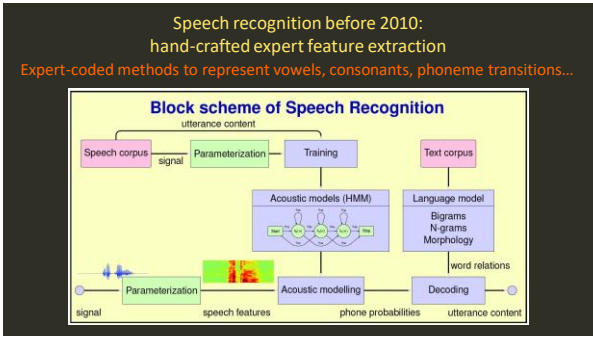 Speech recognition before 2010:
hand-crafted expert feature extraction
Expert-coded methods to represent vowels, consonants, phoneme transitions…
Block scheme of Speech Recognition
utterance content
Speech corpus
signal
Parameterization
Training
Text corpus
Acoustic models (HMM)
Start
Stop
Language model
Bigrams
N-grams
Morphology
word relations
Parameterization
Acoustic modelling
Decoding
signal
speech features
phone probabilities
utterance content